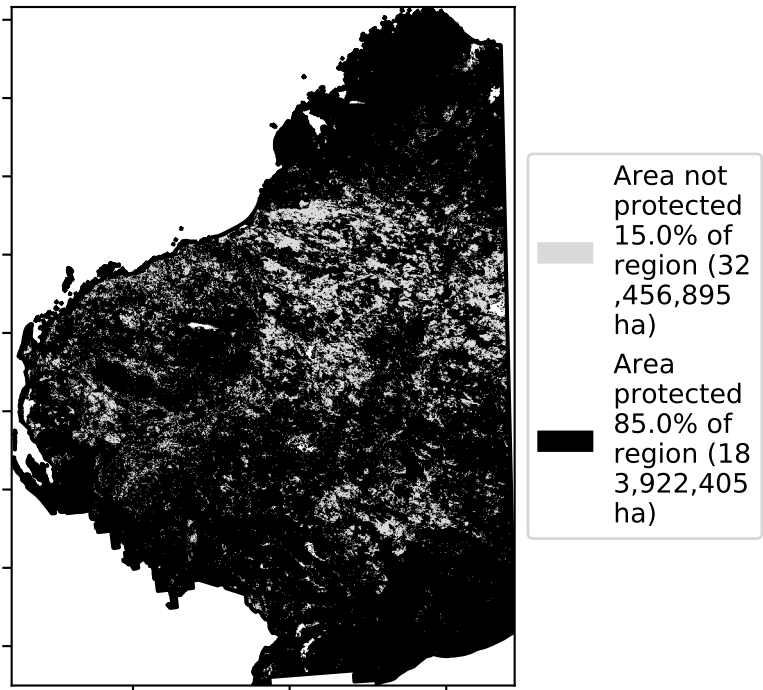 Area not
protected
15.0% of
region (32
,456,895
ha)
Area
protected
85.0% of
region (18
3,922,405
ha)